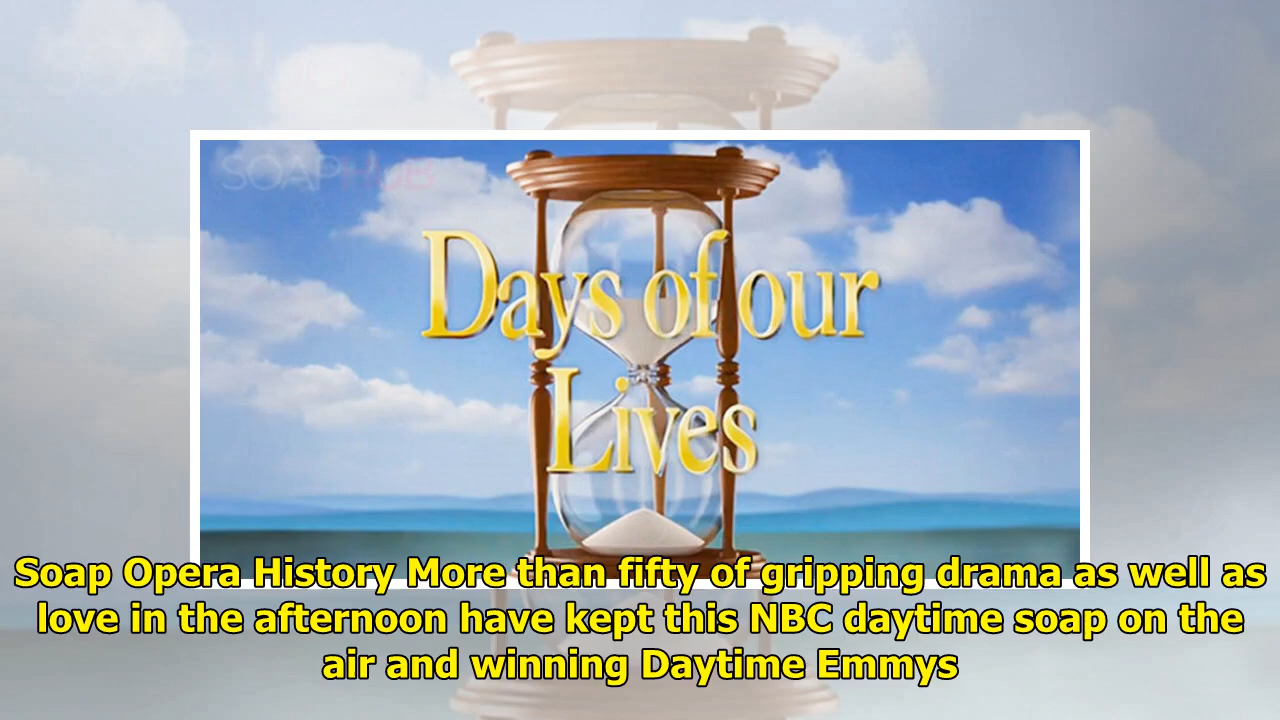 SOAPHUB
Days of our
Lives
Soap Opera History More than fifty of gripping drama as well as
love in the afternoon have kept this NBC daytime soap on the
air and winning Daytime Emmys